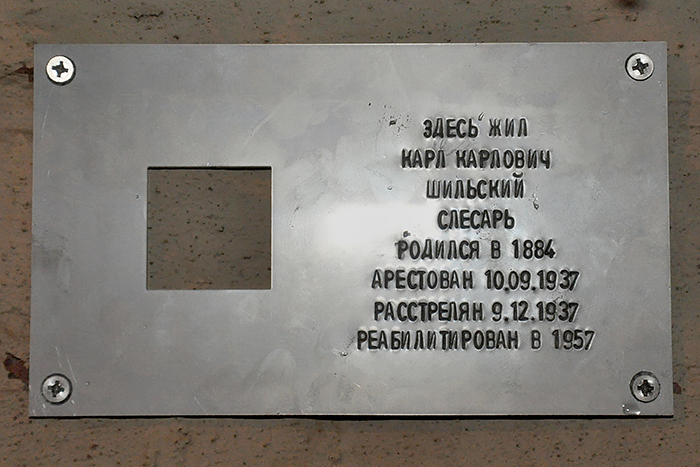 ЗДЕСЬ ЖИЛ
КАРЛ КАРЛОВИЧ
ШИЛЬСКИЙ
СЛЕСАРЬ
РОДИЛСЯ В 1884
АРЕСТОВАН 10.09.1937
РАССТРЕЛЯН 9.12.1937
РЕАБИЛИТИРОВАН В 1957